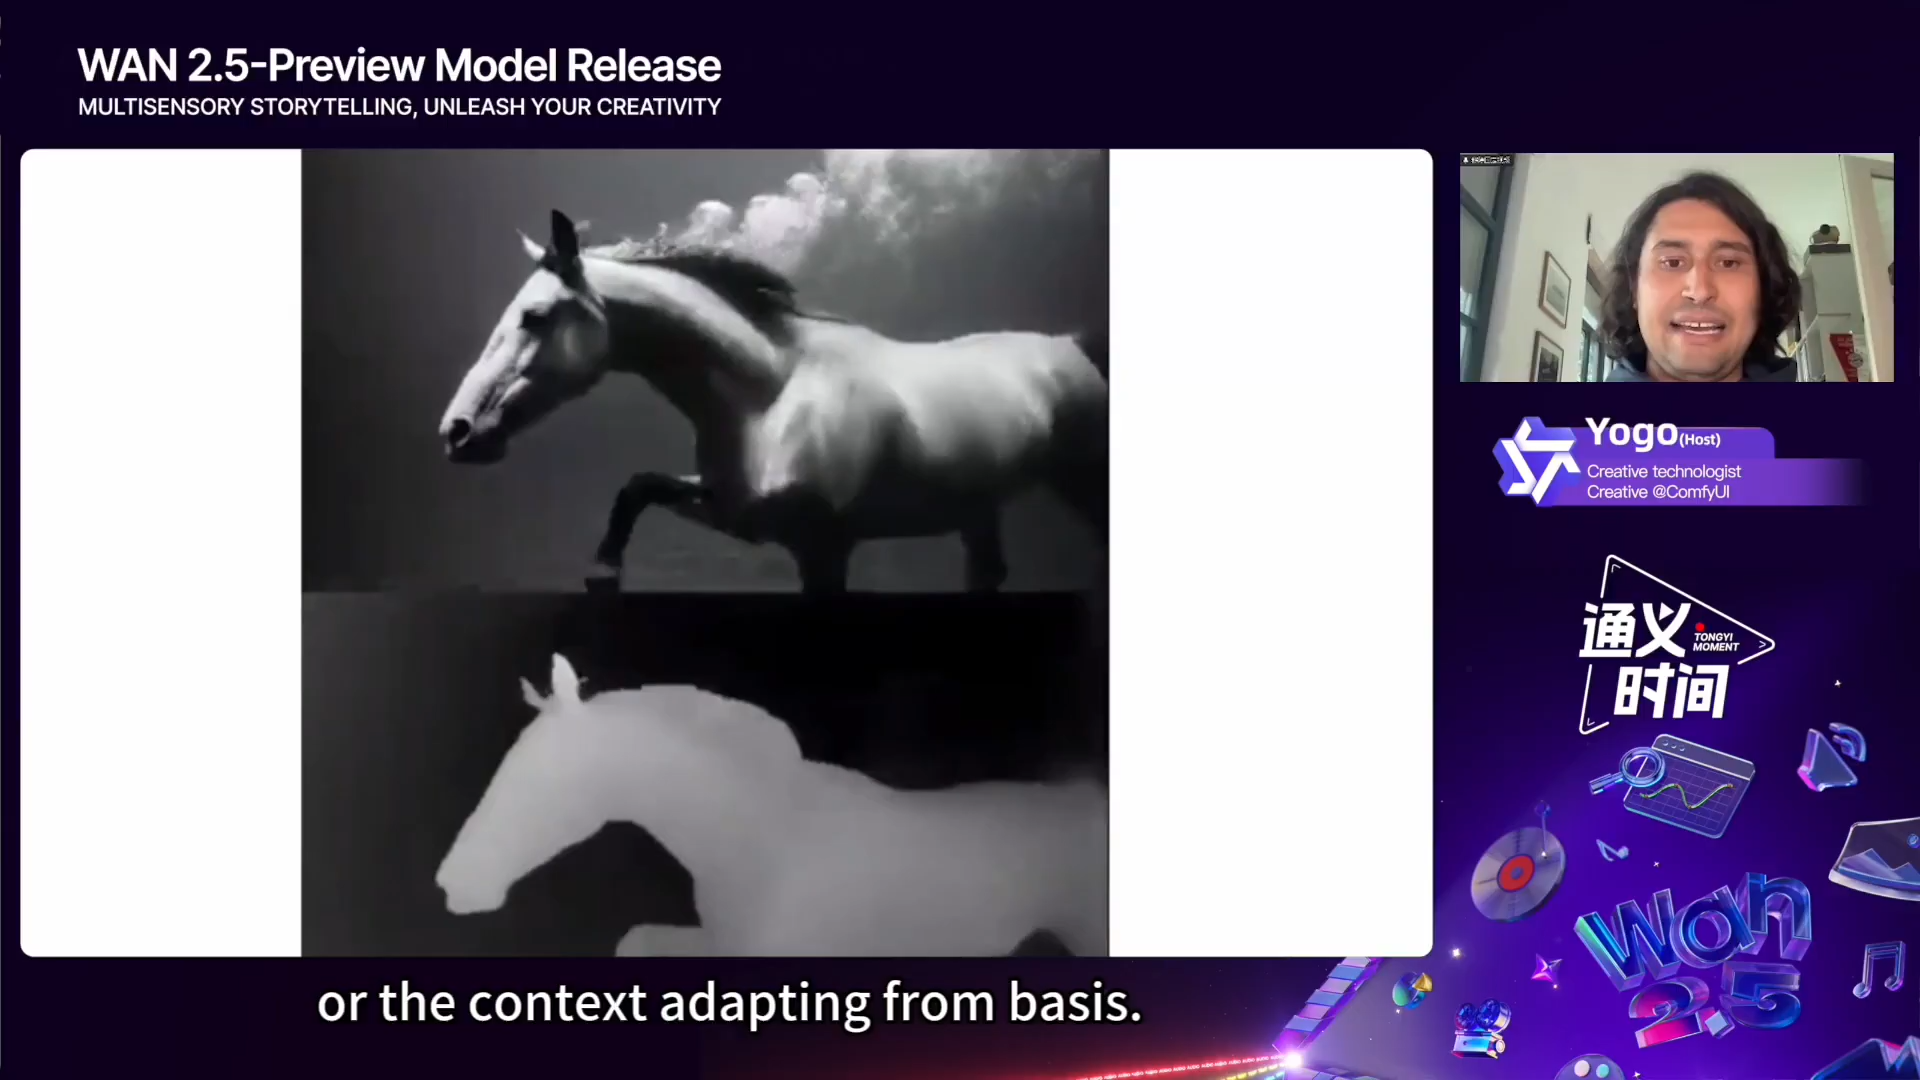 WAN 2.5-Preview Model Release
MULTISENSORY STORYTELLING, UNLEASH YOUR CREATIVITY
Yogo(Host)
Creative technologist
Creative @ComfyUI
通义
TONGYI
MOMENT
时间
Wan
2.5
or the context adapting from basis.